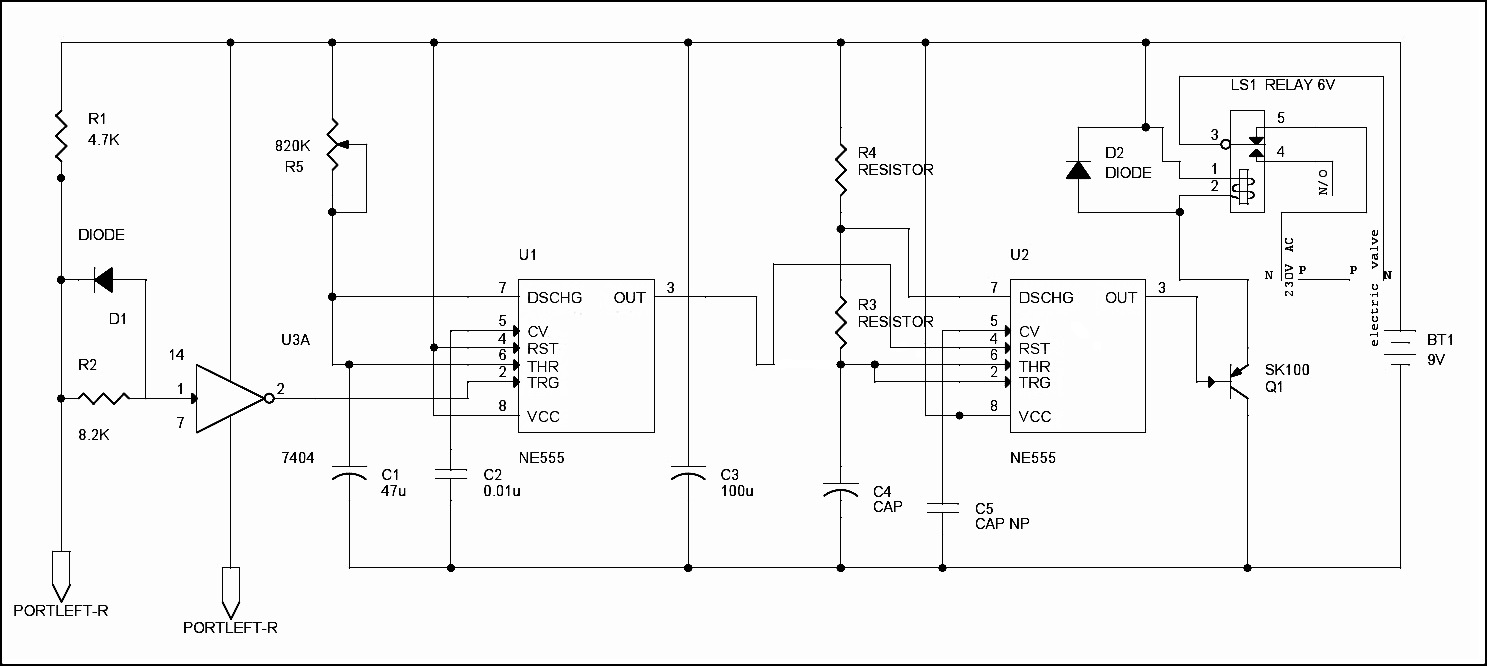 R1
4.7K
DIODE
D1
R2
8.2K
PORTLEFT-R
14
1
7
2
U3A
7404
PORTLEFT-R
820K
R5
C1
47u
C2
0.01u
U1
7
5
4
6
2
8
DSCHG
CV
RST
THR
TRG
VCC
OUT
3
NE555
C3
100u
R4
RESISTOR
R3
RESISTOR
C4
CAP
C5
CAP NP
U2
7
5
4
6
2
8
DSCHG
CV
RST
THR
TRG
VCC
OUT
3
NE555
D2
DIODE
LS1 RELAY 6V
3
5
4
1
2
N/O
N
230V AC
P
P
electric valve
N
SK100
Q1
BT1
9V